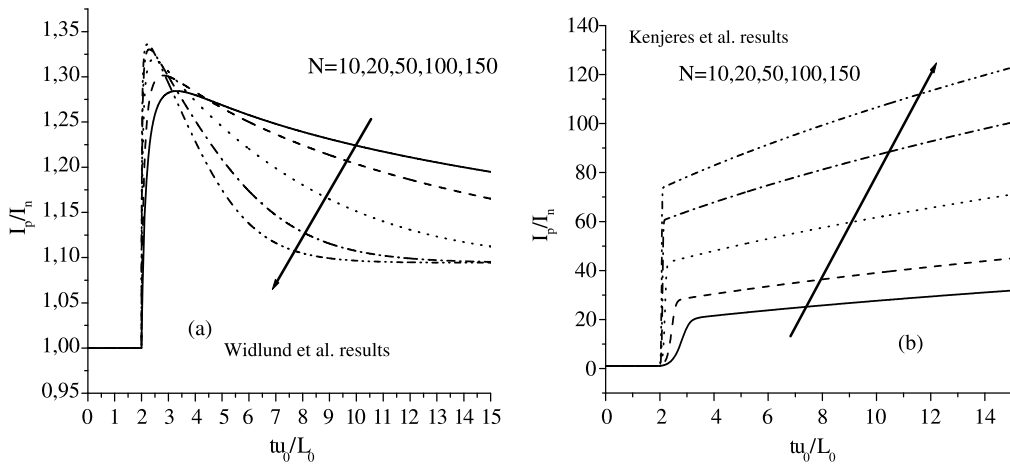 1,35
1,30
1,25
1,20
1,15
1,10
1,05
1,00
0,95
I_p/I_n
N=10,20,50,100,150
(a)
Widlund et al. results
0 1 2 3 4 5 6 7 8 9 10 11 12 13 14 15
tu_0/L_0
140
120
100
80
60
40
20
0
I_p/I_n
Kenjeres et al. results
N=10,20,50,100,150
(b)
0 2 4 6 8 10 12 14
tu_0/L_0